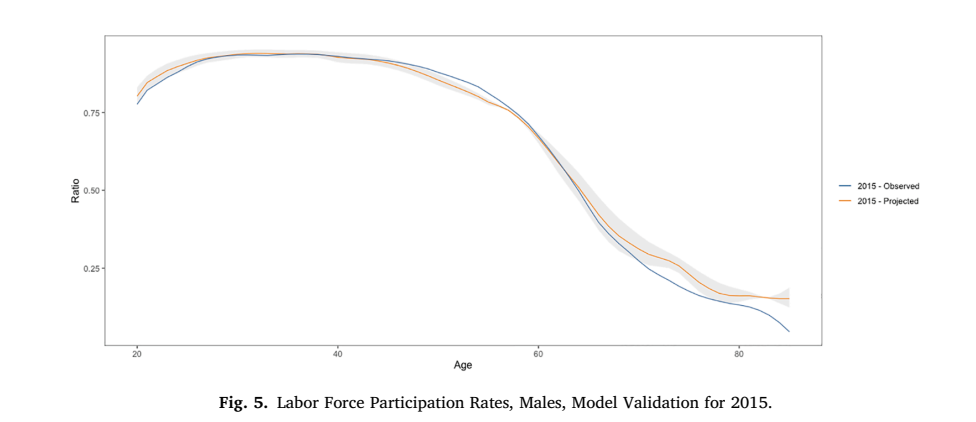 0.75
0.50
0.25
Ratio
20 40 60 80
Age
2015 - Observed
2015 - Projected
Fig. 5. Labor Force Participation Rates, Males, Model Validation for 2015.